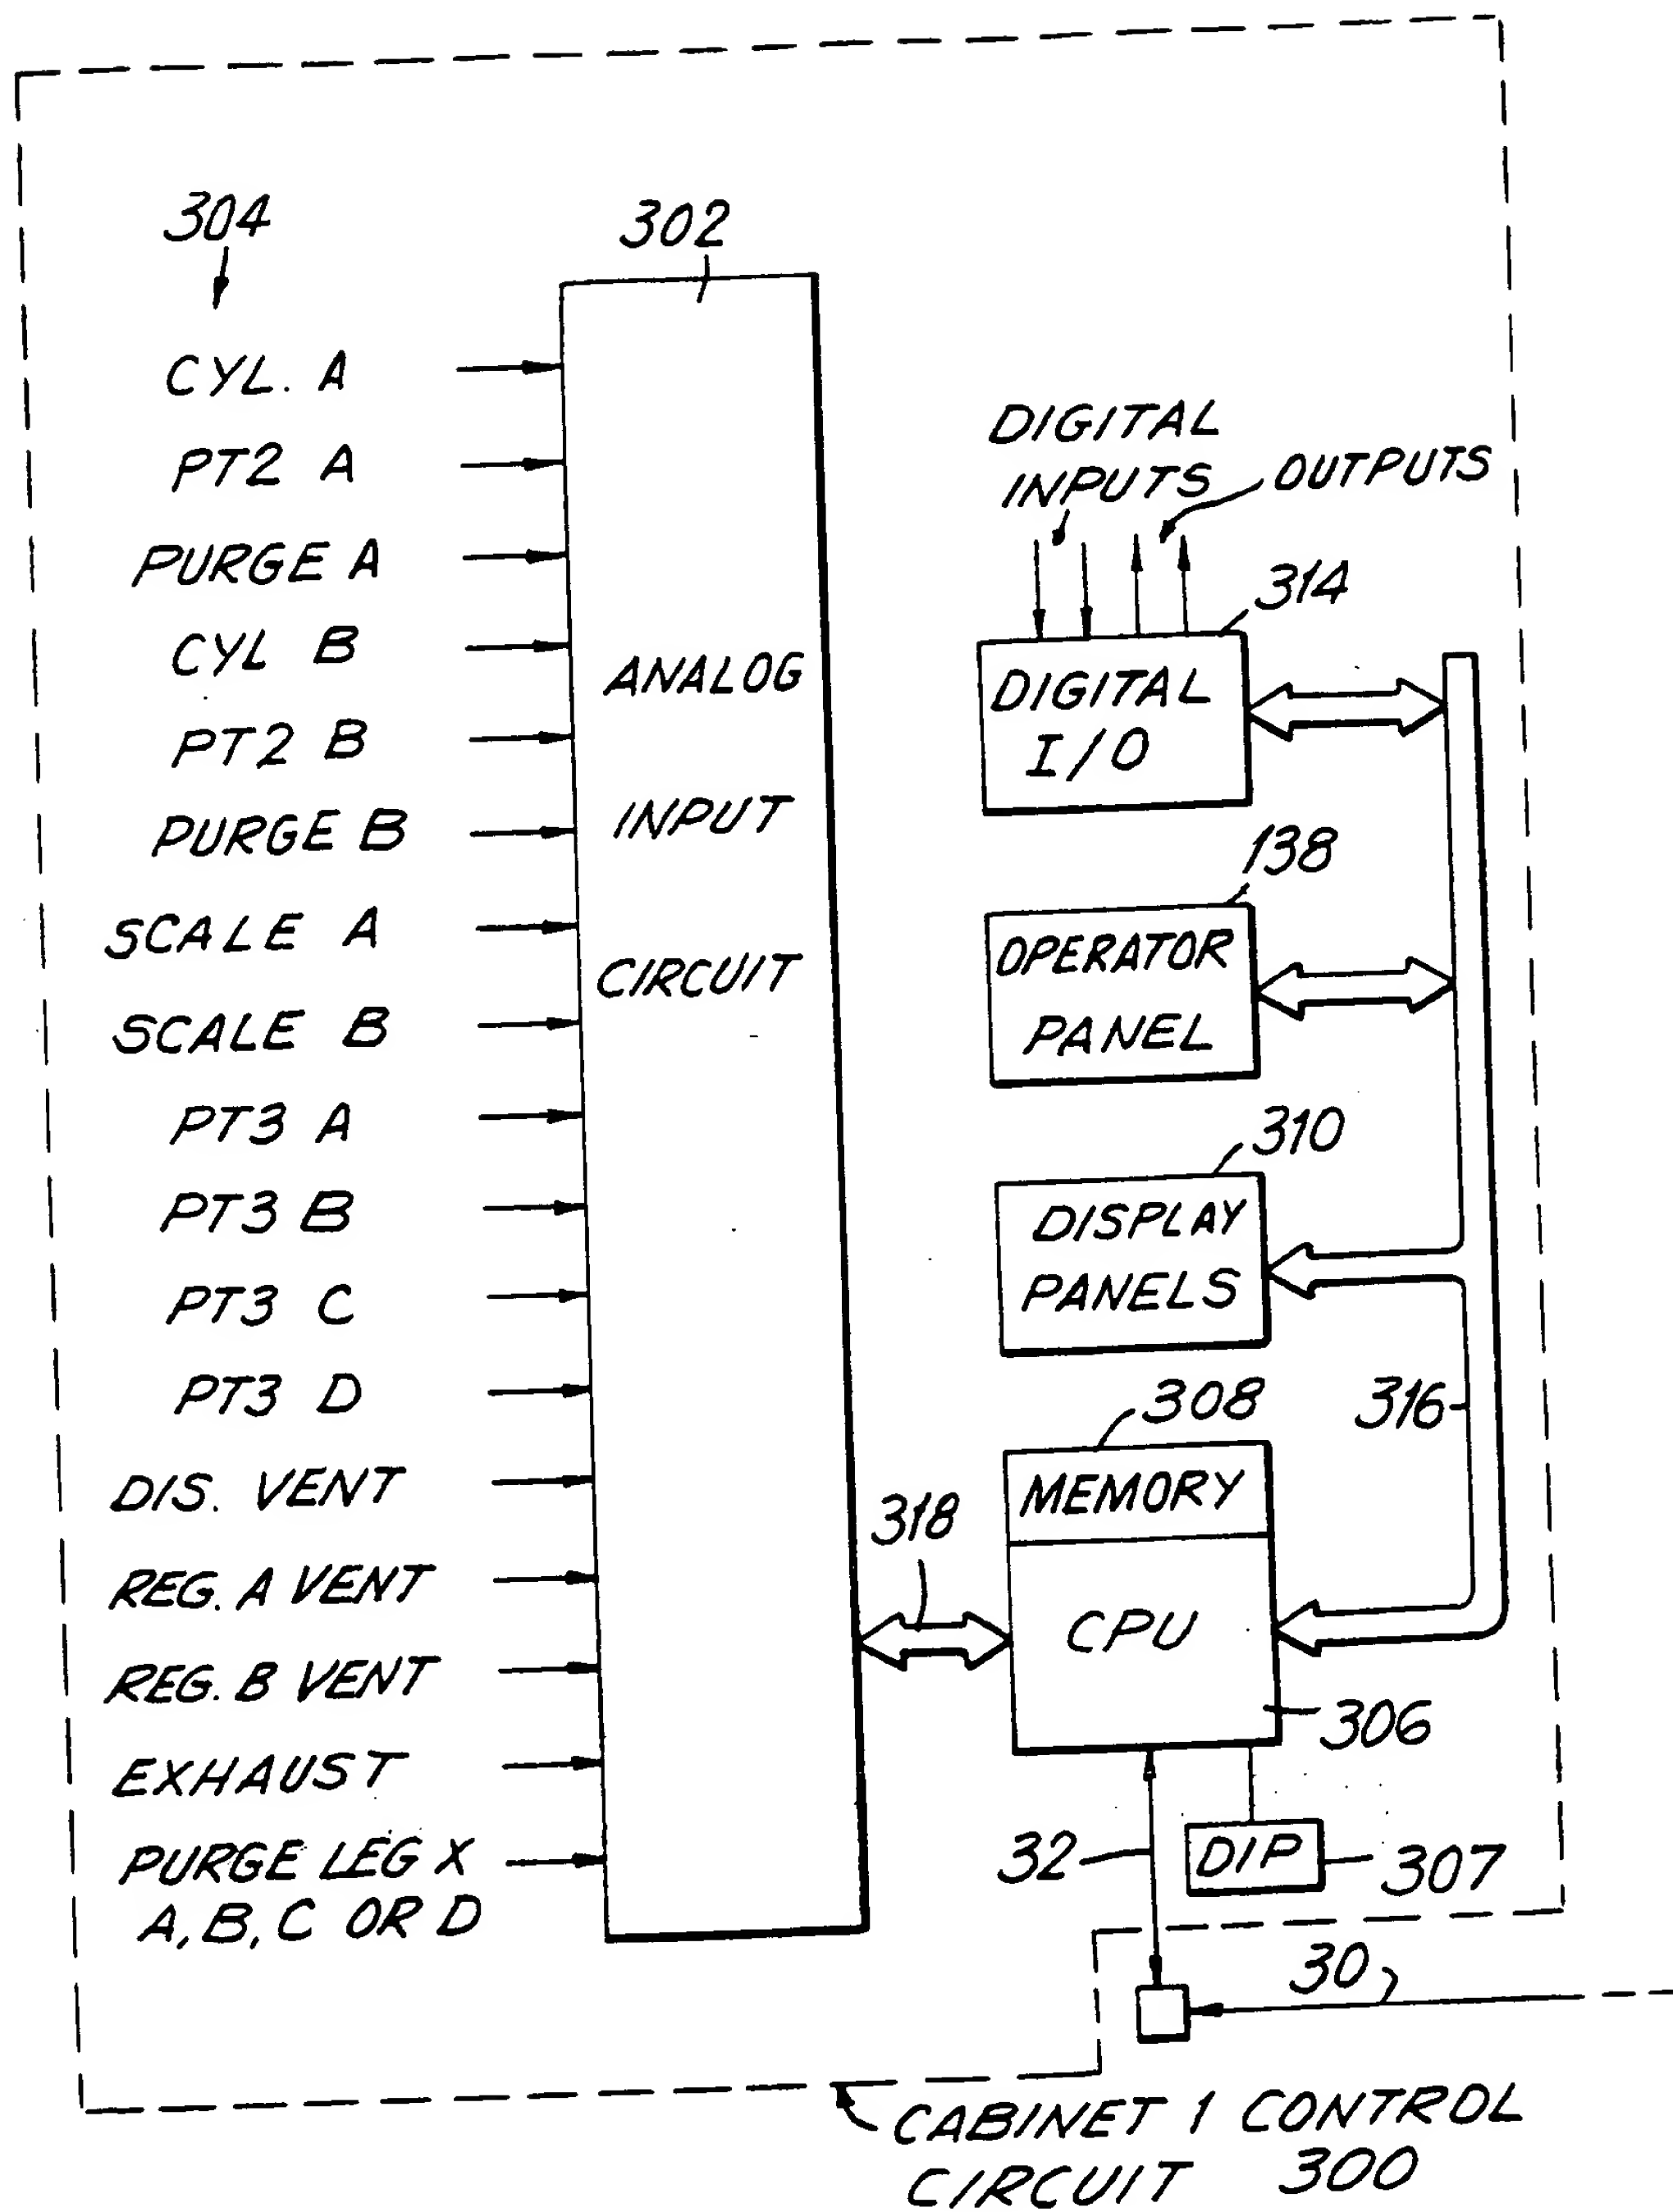 304
302
CYL. A
PT2 A
PURGE A
CYL B
PT2 B
PURGE B
SCALE A
SCALE B
PT3 A
PT3 B
PT3 C
PT3 D
DIS. VENT
REG. A VENT
REG. B VENT
EXHAUST
PURGE LEG X
A, B, C OR D
ANALOG
INPUT
CIRCUIT
DIGITAL
INPUTS
OUTPUTS
314
DIGITAL
I/O
138
OPERATOR
PANEL
310
DISPLAY
PANELS
316
308
MEMORY
318
CPU
306
32
DIP
307
30
CABINET 1 CONTROL
CIRCUIT 300